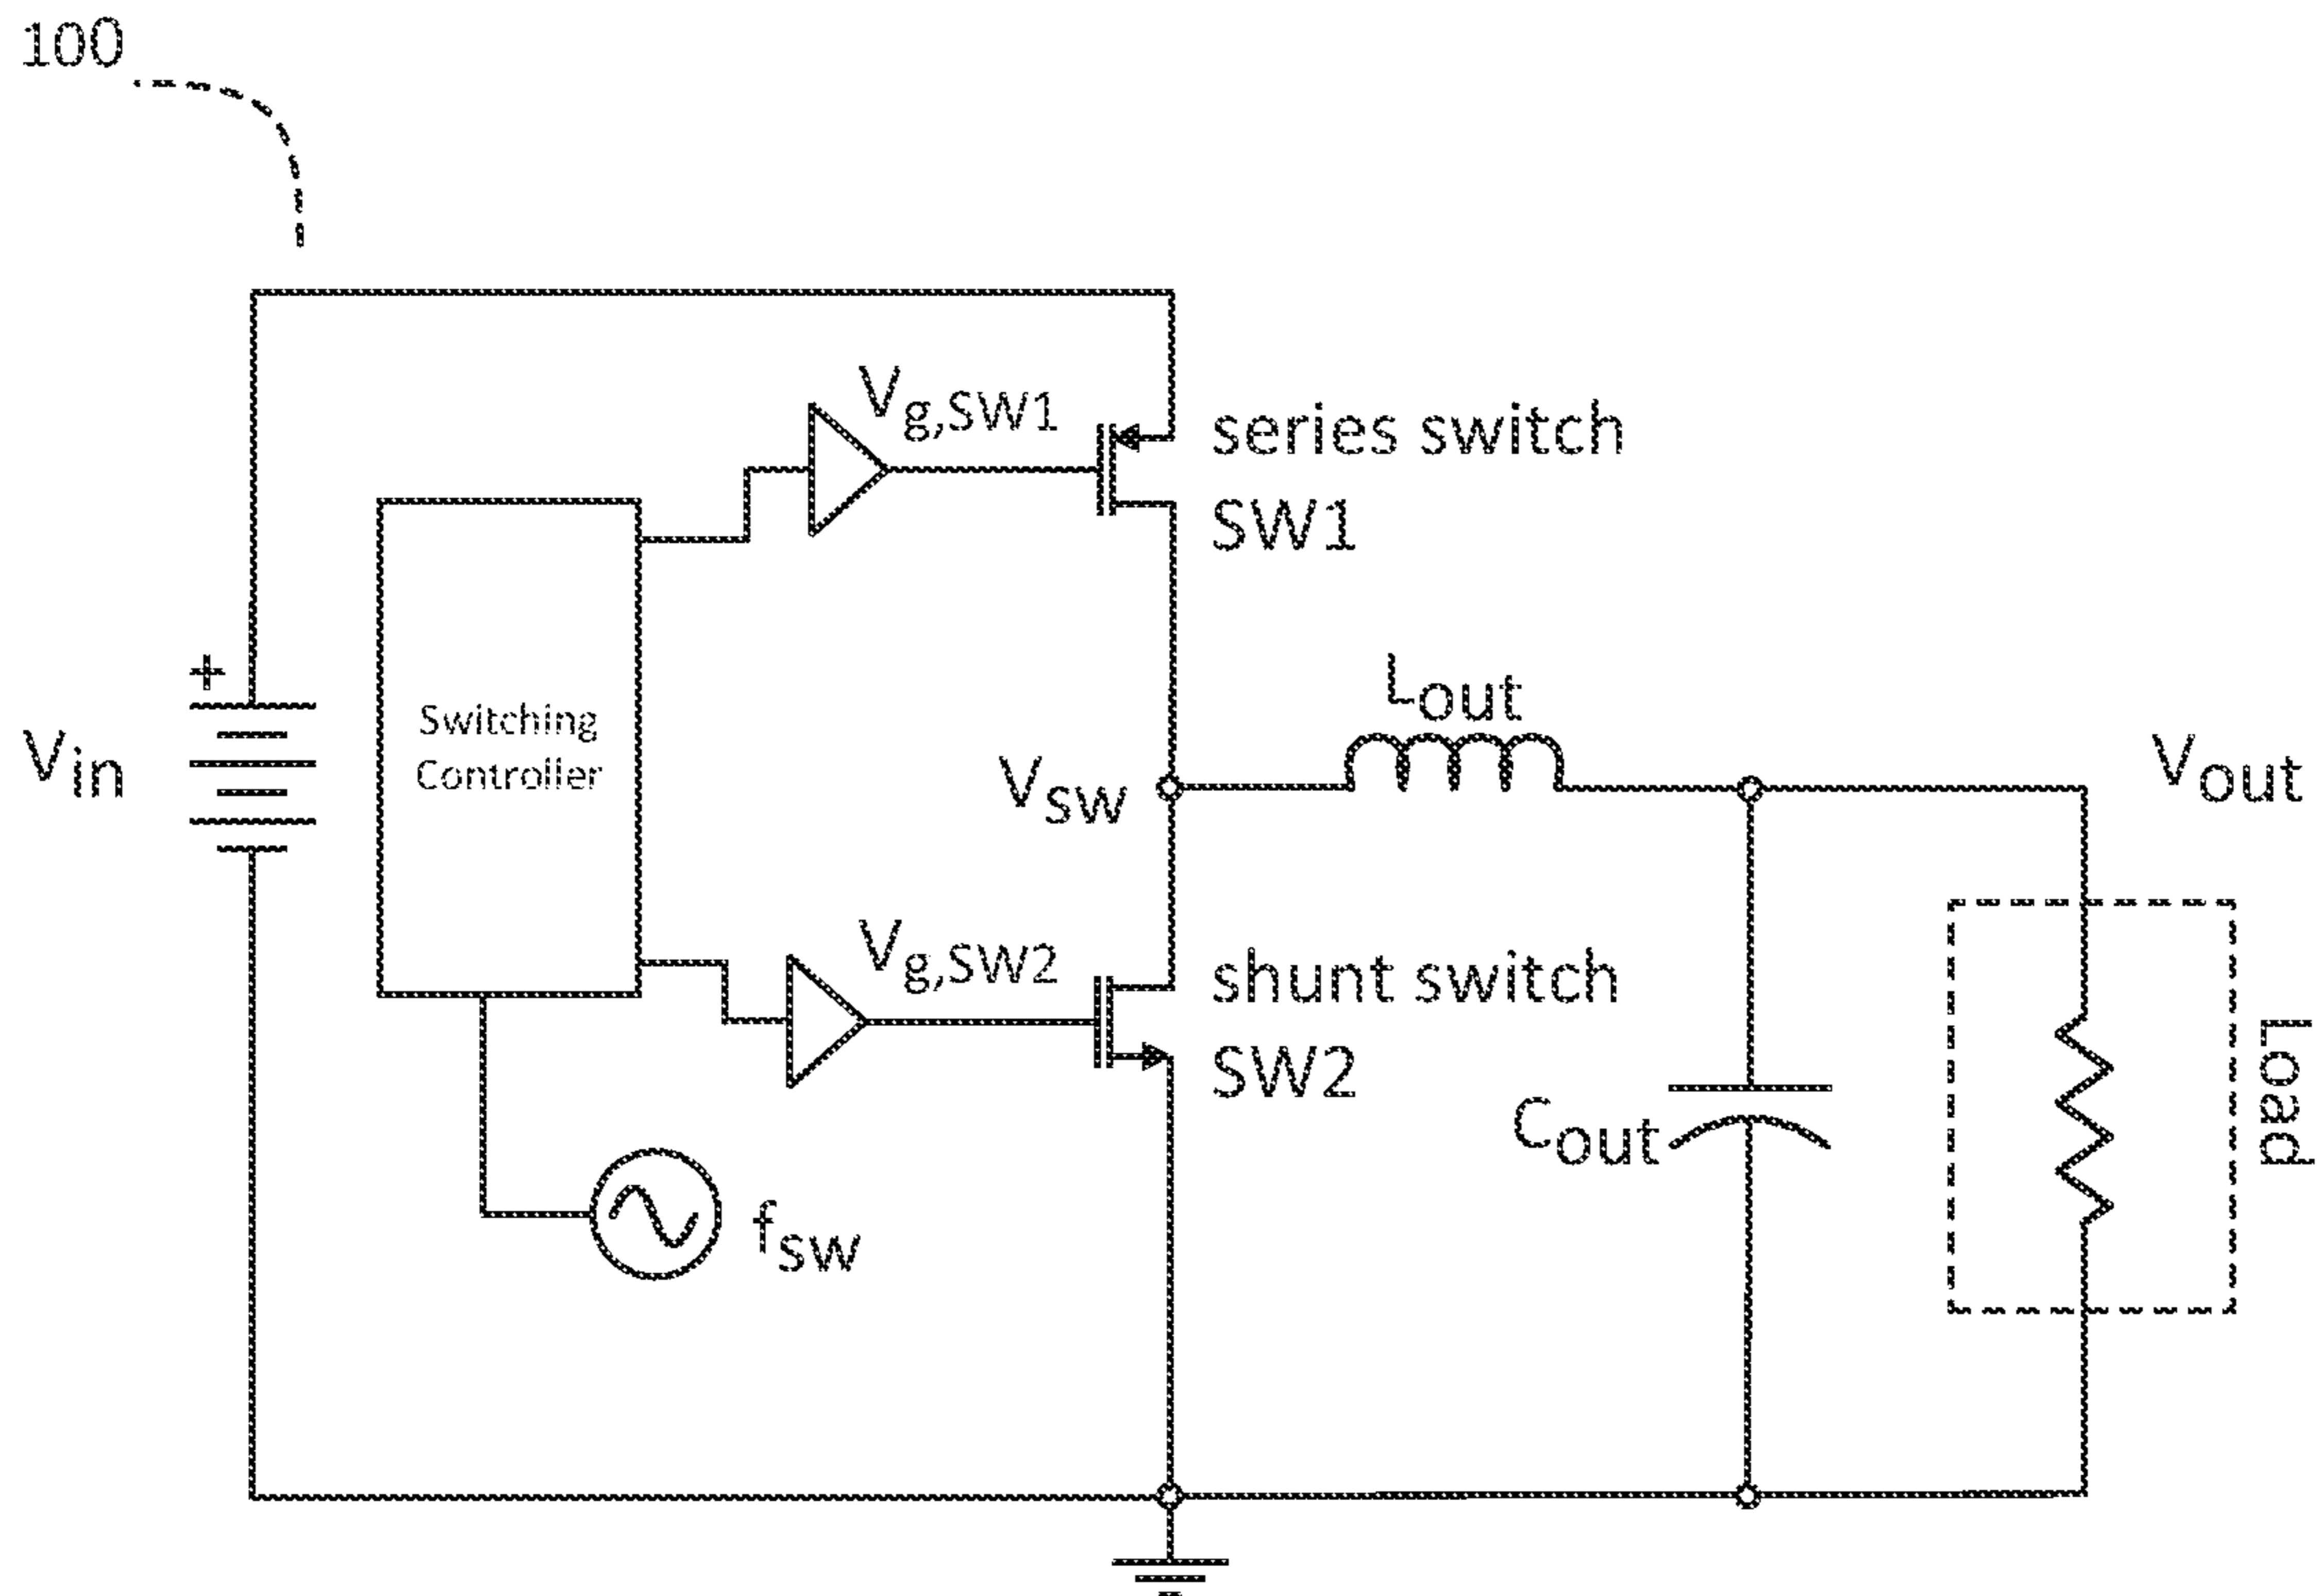 100
Vg,SW1
series switch
SW1
+
Vin
Switching
Controller
Lout
Vsw
Vout
Vg,SW2
shunt switch
SW2
Cout
Load
fsw